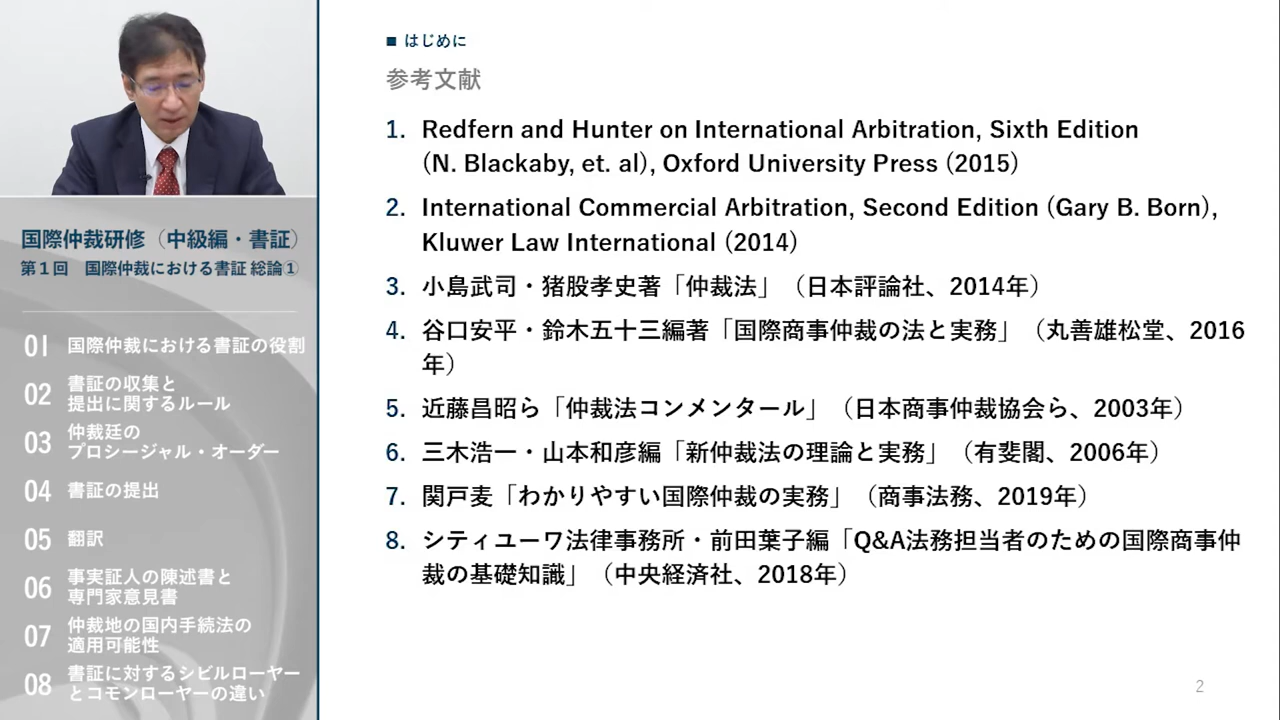 国際仲裁研修（中級編・書証）
第１回　国際仲裁における書証 総論①
01 国際仲裁における書証の役割
02 書証の収集と
提出に関するルール
03 仲裁廷の
プロシージャル・オーダー
04 書証の提出
05 翻訳
06 事実証人の陳述書と
専門家意見書
07 仲裁地の国内手続法の
適用可能性
08 書証に対するシビルローヤー
とコモンローヤーの違い
■ はじめに
参考文献
1. Redfern and Hunter on International Arbitration, Sixth Edition
(N. Blackaby, et. al), Oxford University Press (2015)
2. International Commercial Arbitration, Second Edition (Gary B. Born),
Kluwer Law International (2014)
3. 小島武司・猪股孝史著「仲裁法」（日本評論社、2014年）
4. 谷口安平・鈴木五十三編著「国際商事仲裁の法と実務」（丸善雄松堂、2016
年）
5. 近藤昌昭ら「仲裁法コンメンタール」（日本商事仲裁協会ら、2003年）
6. 三木浩一・山本和彦編「新仲裁法の理論と実務」（有斐閣、2006年）
7. 関戸麦「わかりやすい国際仲裁の実務」（商事法務、2019年）
8. シティユーワ法律事務所・前田葉子編「Q&A法務担当者のための国際商事仲
裁の基礎知識」（中央経済社、2018年）
2